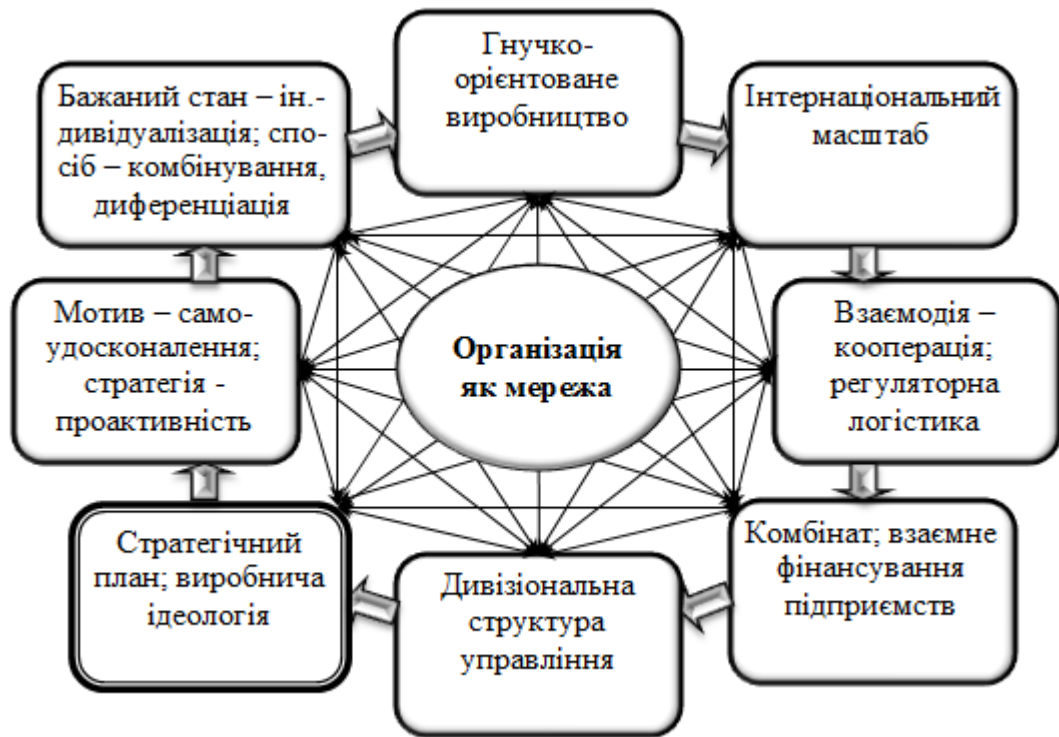 Гнучко-
орієнтоване
виробництво
Бажаний стан – ін.-
дивідуалізація; спо-
сіб – комбінування,
диференціація
Інтернаціональний
масштаб
Мотив – само-
удосконалення;
стратегія -
проактивність
Організація
як мережа
Взаємодія –
кооперація;
регуляторна
логістика
Стратегічний
план; виробнича
ідеологія
Дивізіональна
структура
управління
Комбінат; взаємне
фінансування
підприємств